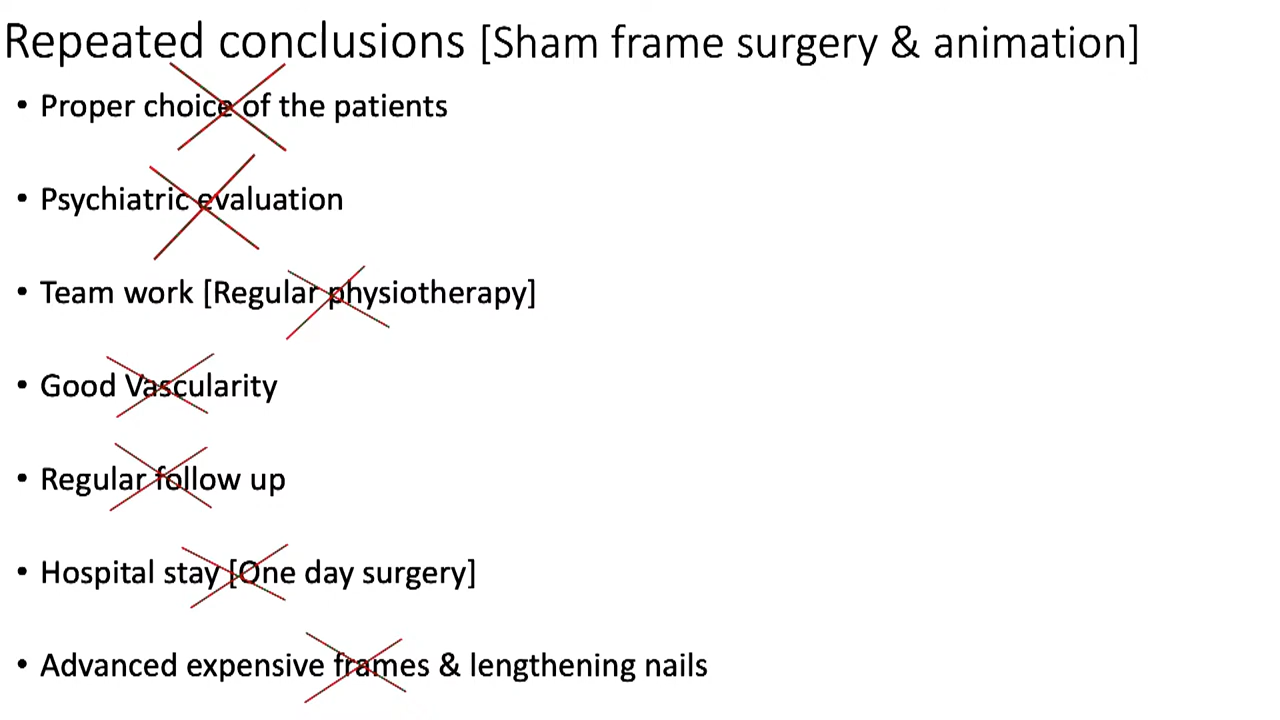 Repeated conclusions [Sham frame surgery & animation]
• Proper choice of the patients
• Psychiatric evaluation
• Team work [Regular physiotherapy]
• Good Vascularity
• Regular follow up
• Hospital stay [One day surgery]
• Advanced expensive frames & lengthening nails